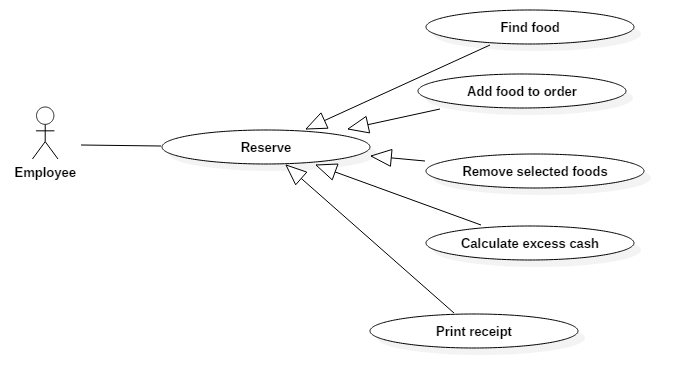 Find food
Add food to order
Employee
Reserve
Remove selected foods
Calculate excess cash
Print receipt